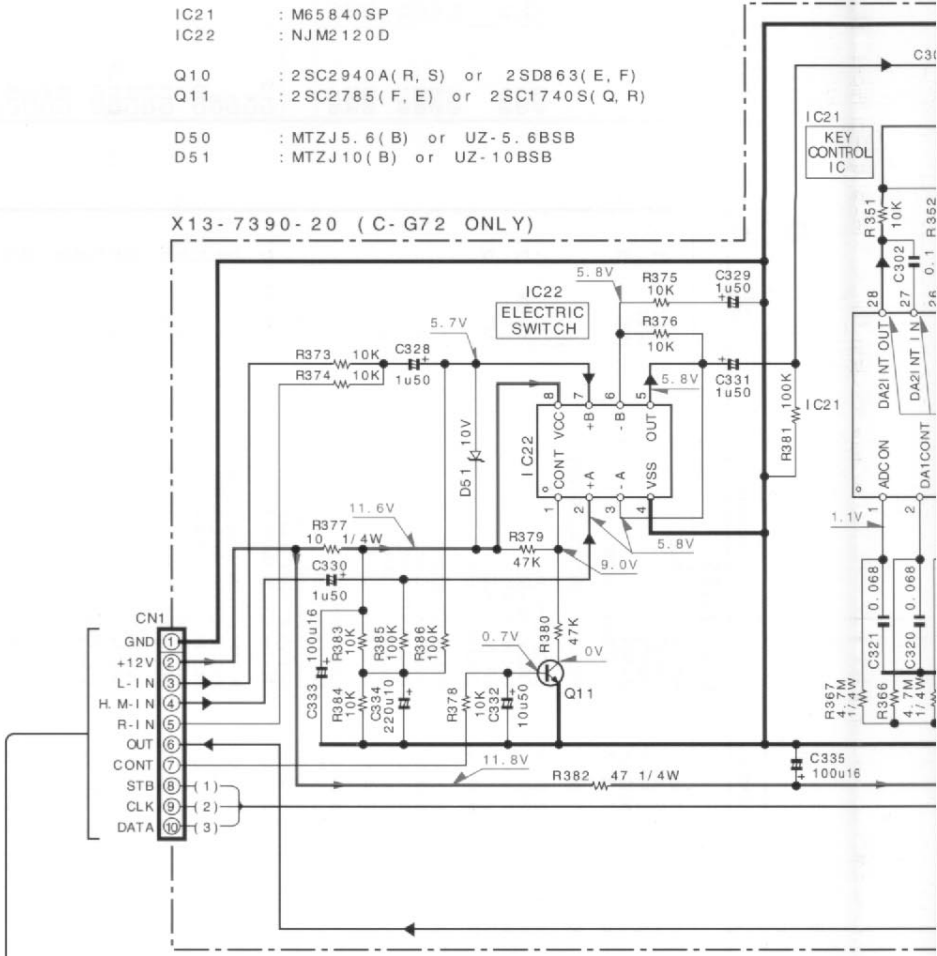 IC21 : M65840SP
IC22 : NJM2120D
Q10 : 2SC2940A(R, S) or 2SD863(E, F)
Q11 : 2SC2785(F, E) or 2SC1740S(Q, R)
D50 : MTZJ5.6(B) or UZ-5.6BSB
D51 : MTZJ10(B) or UZ-10BSB
X13-7390-20 (C-G72 ONLY)
IC21
KEY
CONTROL
IC
R351
10K
R352
C302
0.1
28
27
26
DA2INT OUT
DA2INT IN
IC21
ADCON
DA1CONT
1
2
1.1V
C321 0.068
C320 0.068
R367
4.7M
1/4W
R366
4.7M
1/4W
5.8V
R375
10K
C329
1u50
IC22
ELECTRIC
SWITCH
R376
10K
5.7V
R373 10K
R374 10K
C328
1u50
5.8V
C331
1u50
R381 100K
8
7
6
5
VCC
+B
-B
OUT
IC22
CONT
+A
-A
VSS
1
2
3
4
D51 10V
11.6V
R377
10 1/4W
R379
47K
5.8V
9.0V
C330
1u50
CN1
GND 1
+12V 2
L-IN 3
H.M-IN 4
R-IN 5
OUT 6
CONT 7
STB 8 (1)
CLK 9 (2)
DATA 10 (3)
C333 100u16
R383 10K
R384 10K
R385 100K
R386 100K
C334 220u10
R378 10K
C332 10u50
R380 47K
0.7V
0V
Q11
11.8V
R382 47 1/4W
C335
100u16